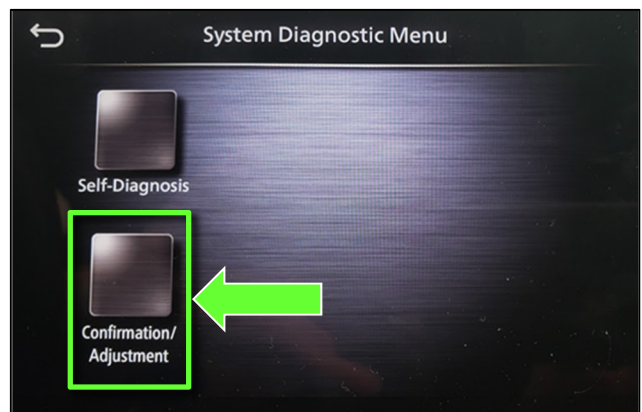 System Diagnostic Menu
Self-Diagnosis
Confirmation/
Adjustment